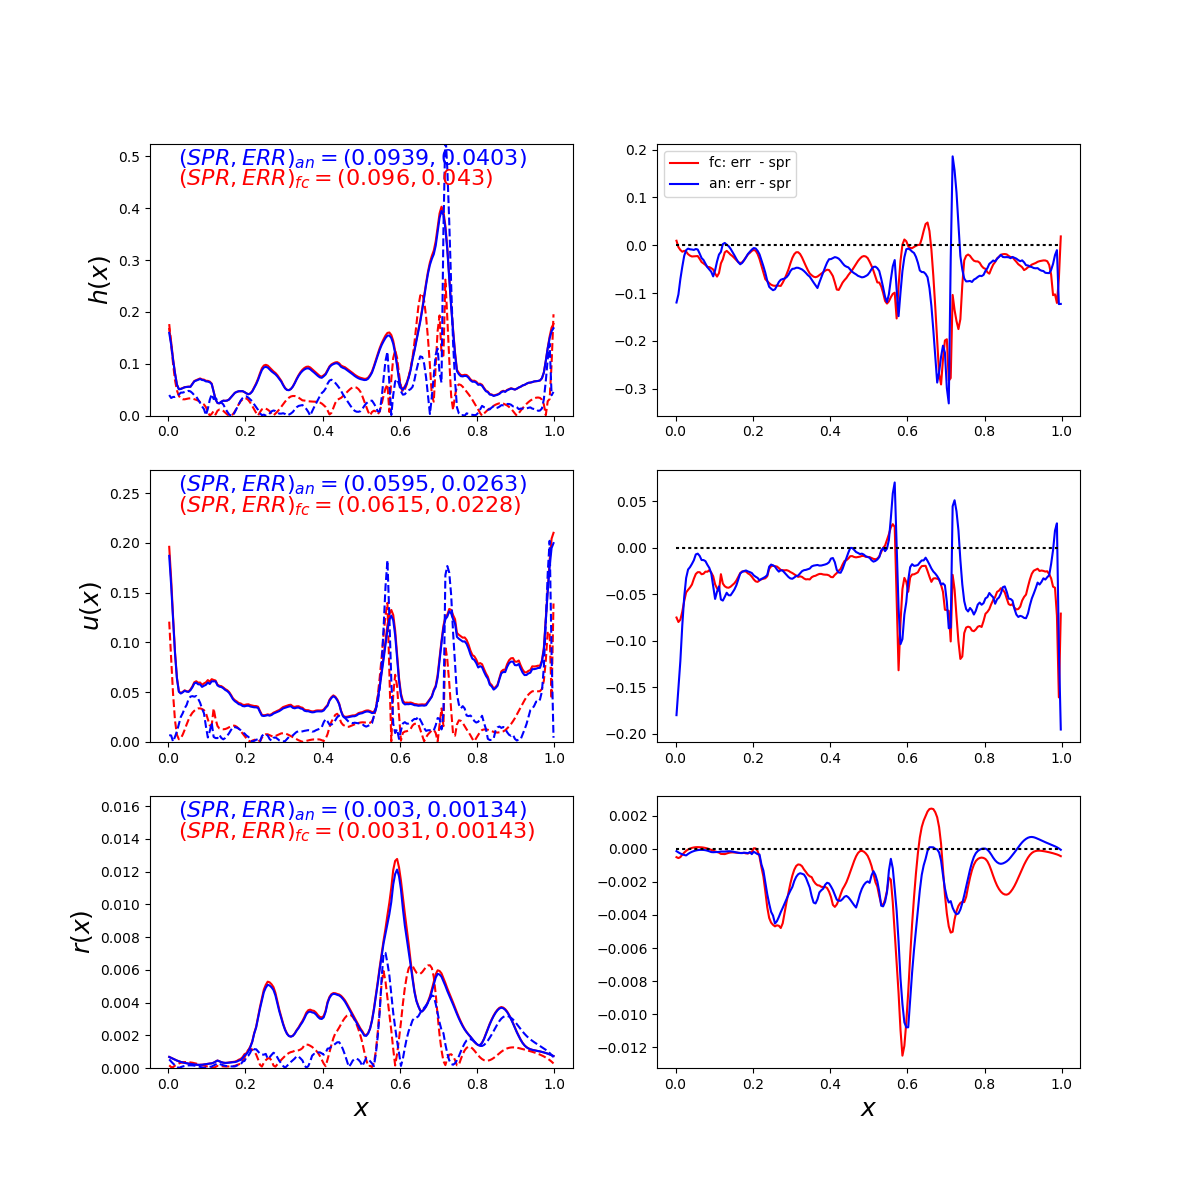 (SPR, ERR)an = (0.0939, 0.0403)
(SPR, ERR)fc = (0.096, 0.043)
h(x)
0.5
0.4
0.3
0.2
0.1
0.0
0.0 0.2 0.4 0.6 0.8 1.0
fc: err - spr
an: err - spr
0.2
0.1
0.0
−0.1
−0.2
−0.3
0.0 0.2 0.4 0.6 0.8 1.0
(SPR, ERR)an = (0.0595, 0.0263)
(SPR, ERR)fc = (0.0615, 0.0228)
u(x)
0.25
0.20
0.15
0.10
0.05
0.00
0.0 0.2 0.4 0.6 0.8 1.0
0.05
0.00
−0.05
−0.10
−0.15
−0.20
0.0 0.2 0.4 0.6 0.8 1.0
(SPR, ERR)an = (0.003, 0.00134)
(SPR, ERR)fc = (0.0031, 0.00143)
r(x)
0.016
0.014
0.012
0.010
0.008
0.006
0.004
0.002
0.000
0.0 0.2 0.4 0.6 0.8 1.0
x
0.002
0.000
−0.002
−0.004
−0.006
−0.008
−0.010
−0.012
0.0 0.2 0.4 0.6 0.8 1.0
x